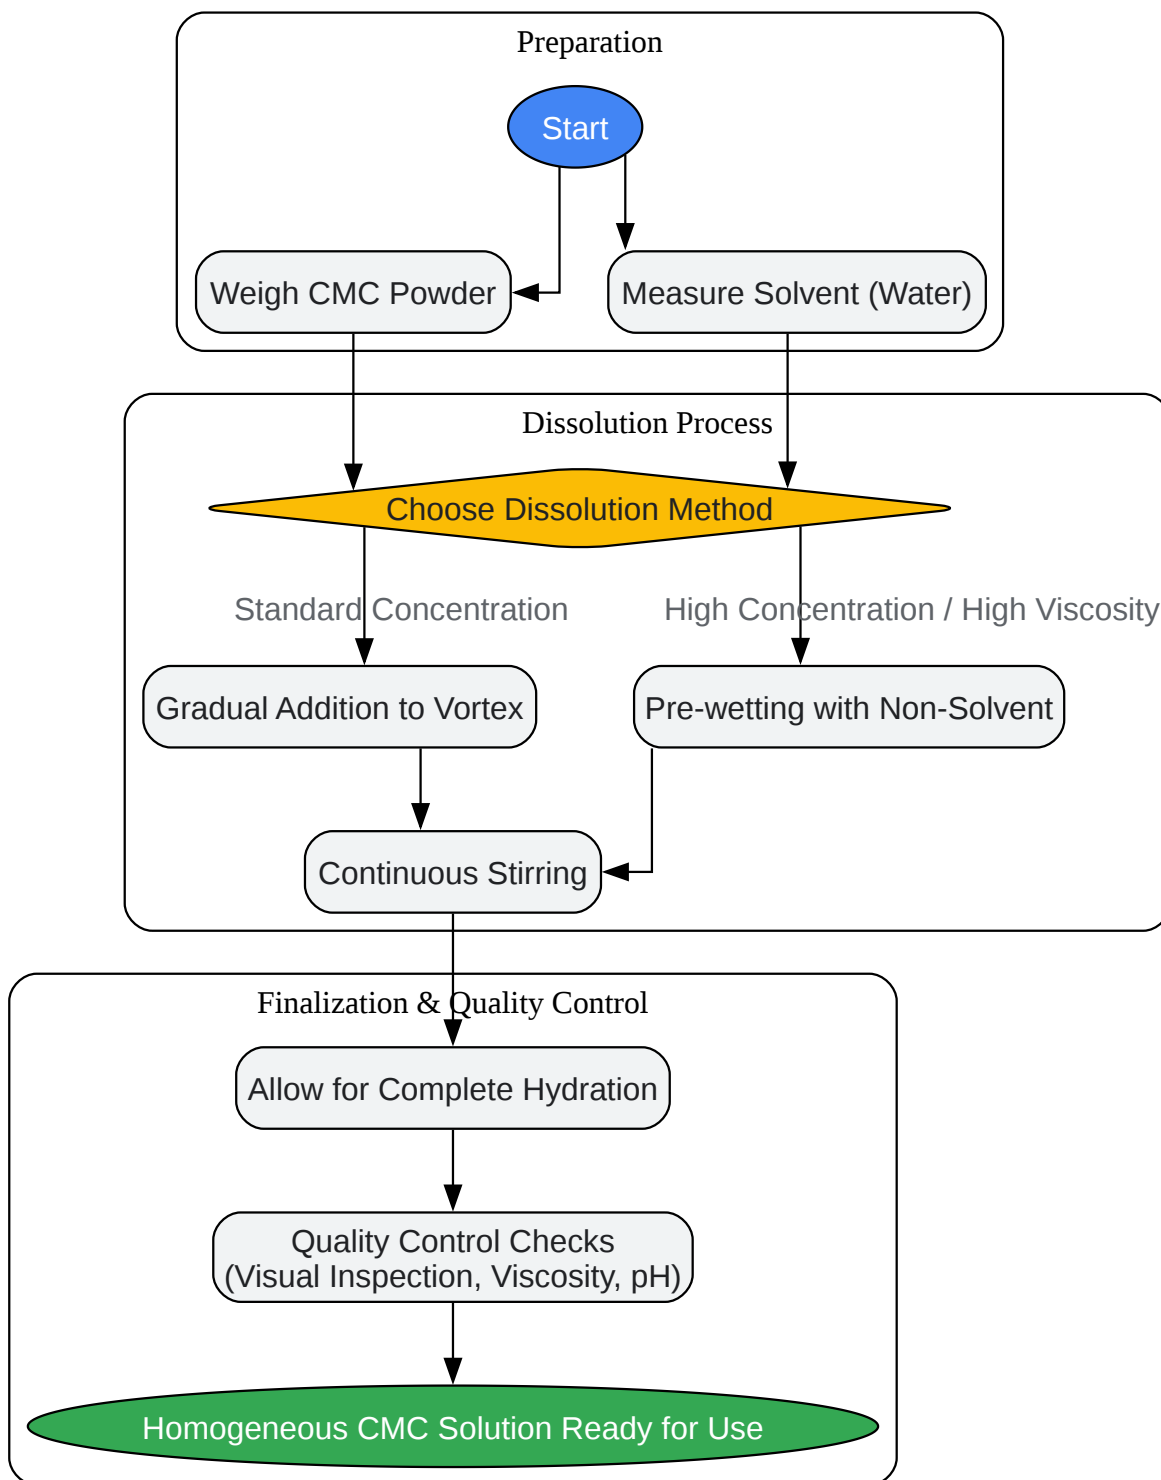 Preparation
Start
Weigh CMC Powder
Measure Solvent (Water)
Dissolution Process
Choose Dissolution Method
Standard Concentration
High Concentration / High Viscosity
Gradual Addition to Vortex
Pre-wetting with Non-Solvent
Continuous Stirring
Finalization & Quality Control
Allow for Complete Hydration
Quality Control Checks
(Visual Inspection, Viscosity, pH)
Homogeneous CMC Solution Ready for Use